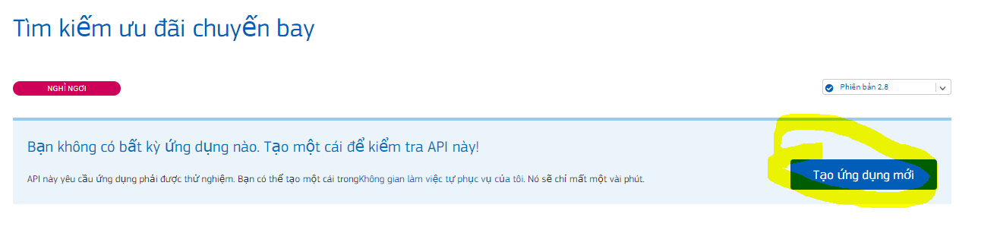 Tìm kiếm ưu đãi chuyến bay
NGHỈ NGƠI
Phiên bản 2.8
Bạn không có bất kỳ ứng dụng nào. Tạo một cái để kiểm tra API này!
API này yêu cầu ứng dụng phải được thử nghiệm. Bạn có thể tạo một cái trongKhông gian làm việc tự phục vụ của tôi. Nó sẽ chỉ mất một vài phút.
Tạo ứng dụng mới